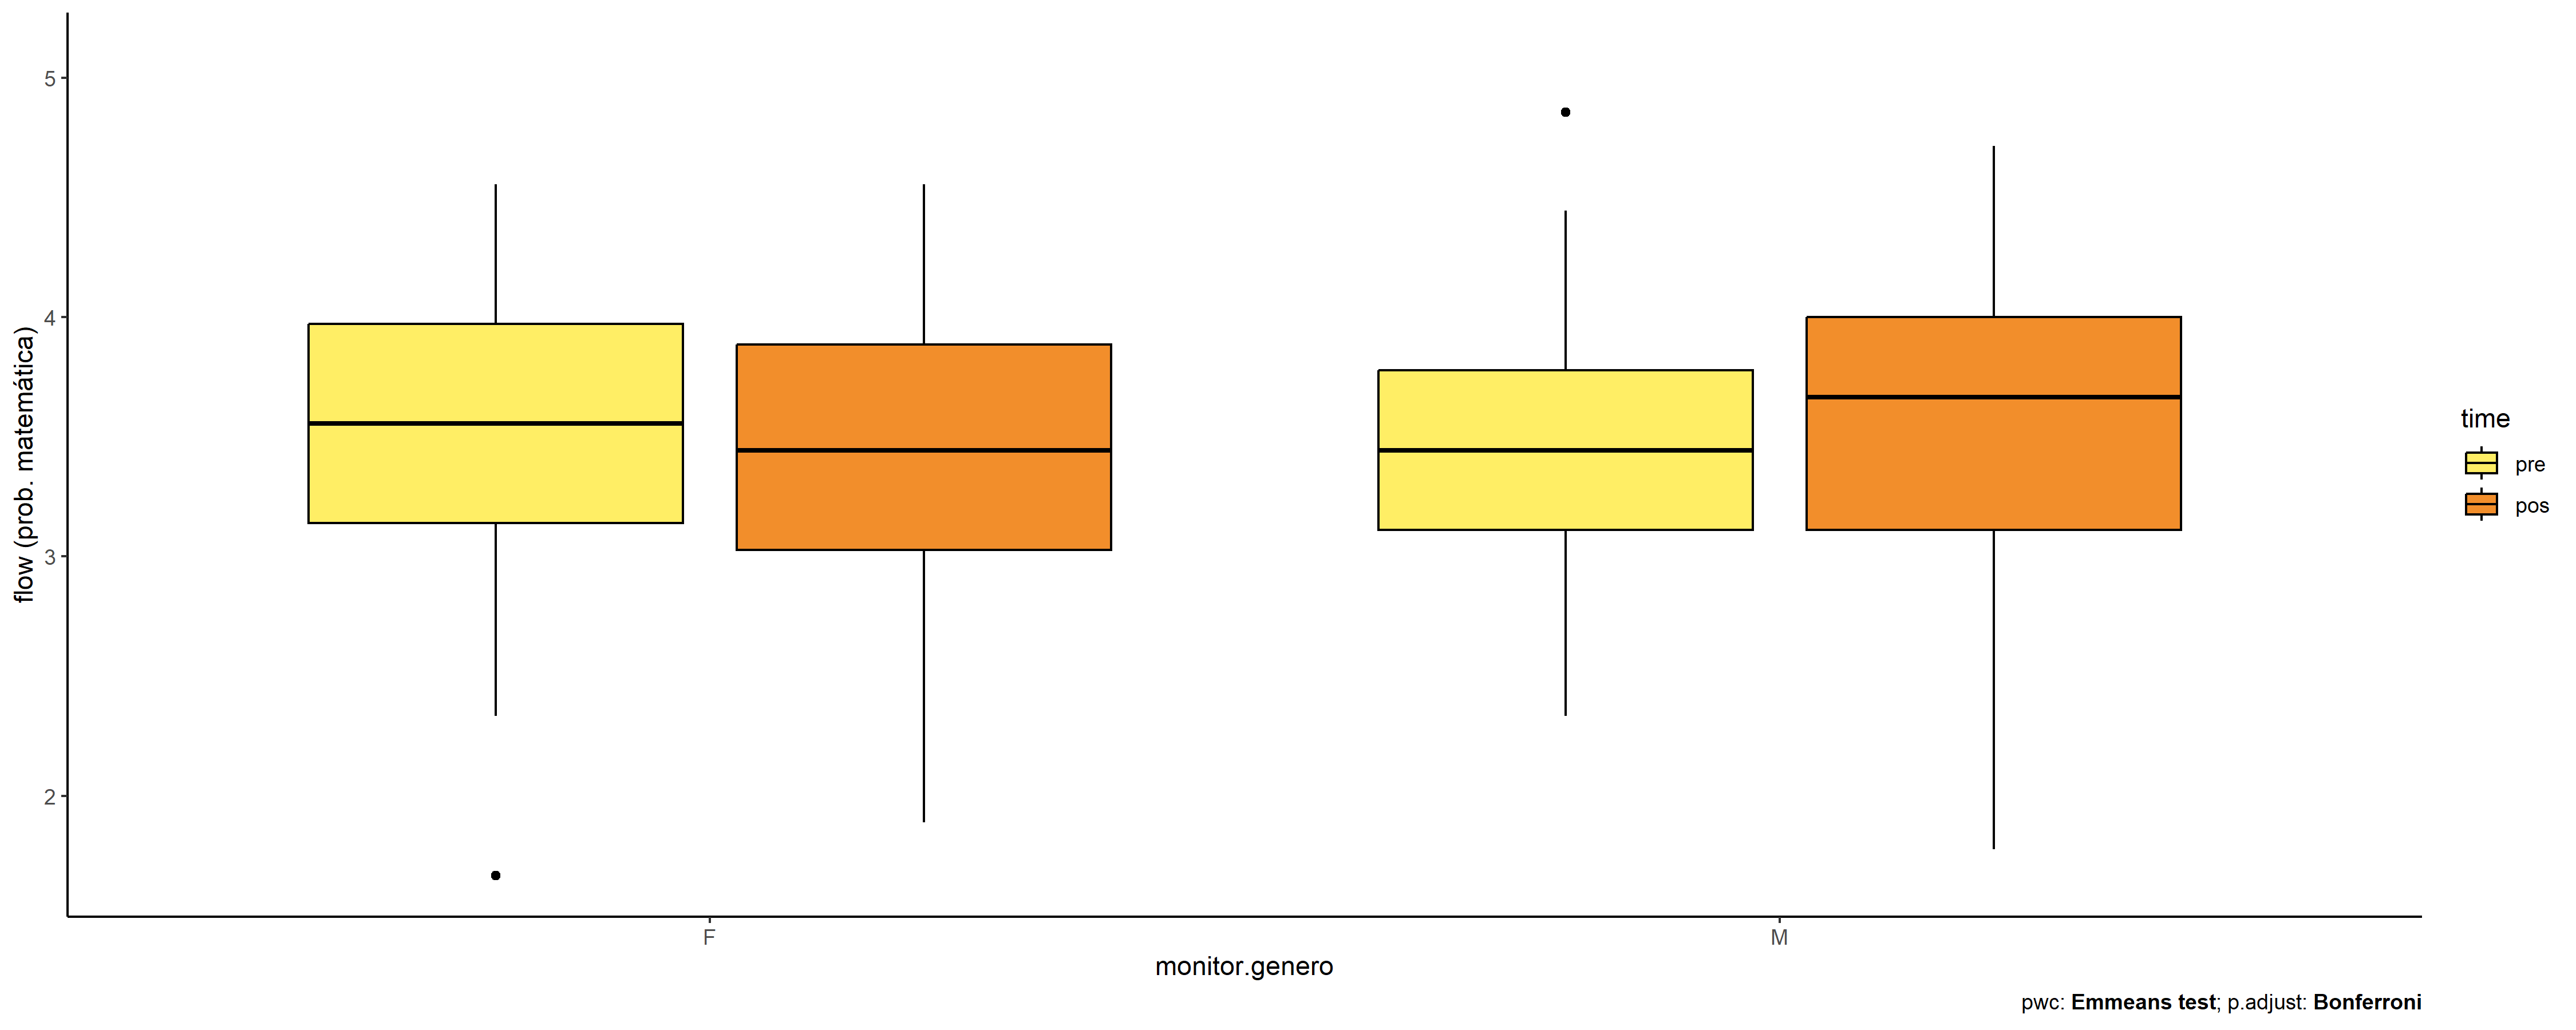 flow (prob. matemática)
5
4
3
2
F
M
monitor.genero
time
pre
pos
pwc: Emmeans test; p.adjust: Bonferroni